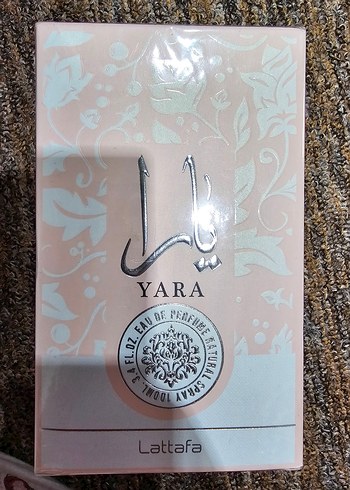 يارا
YARA
EAU DE PERFUME NATURAL SPRAY 100ML. 3.4 FL.OZ.
Lattafa